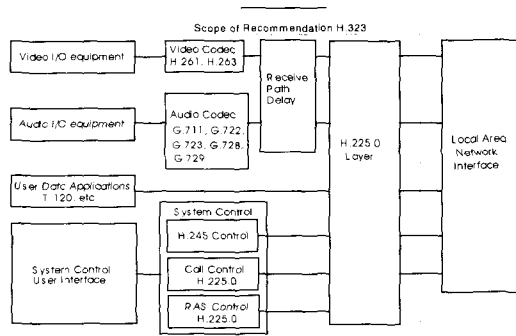 Scope of Recommendation H.323
Video I/O equipment
Video Codec
H.261, H.263
Receive
Path
Delay
Audio I/O equipment
Audio Codec
G.711, G.722,
G.723, G.728,
G.729
H.225.0
Layer
Local Area
Network
Interface
User Data Applications
T.120, etc
System Control
H.245 Control
System Control
User Interface
Call Control
H.225.0
RAS Control
H.225.0